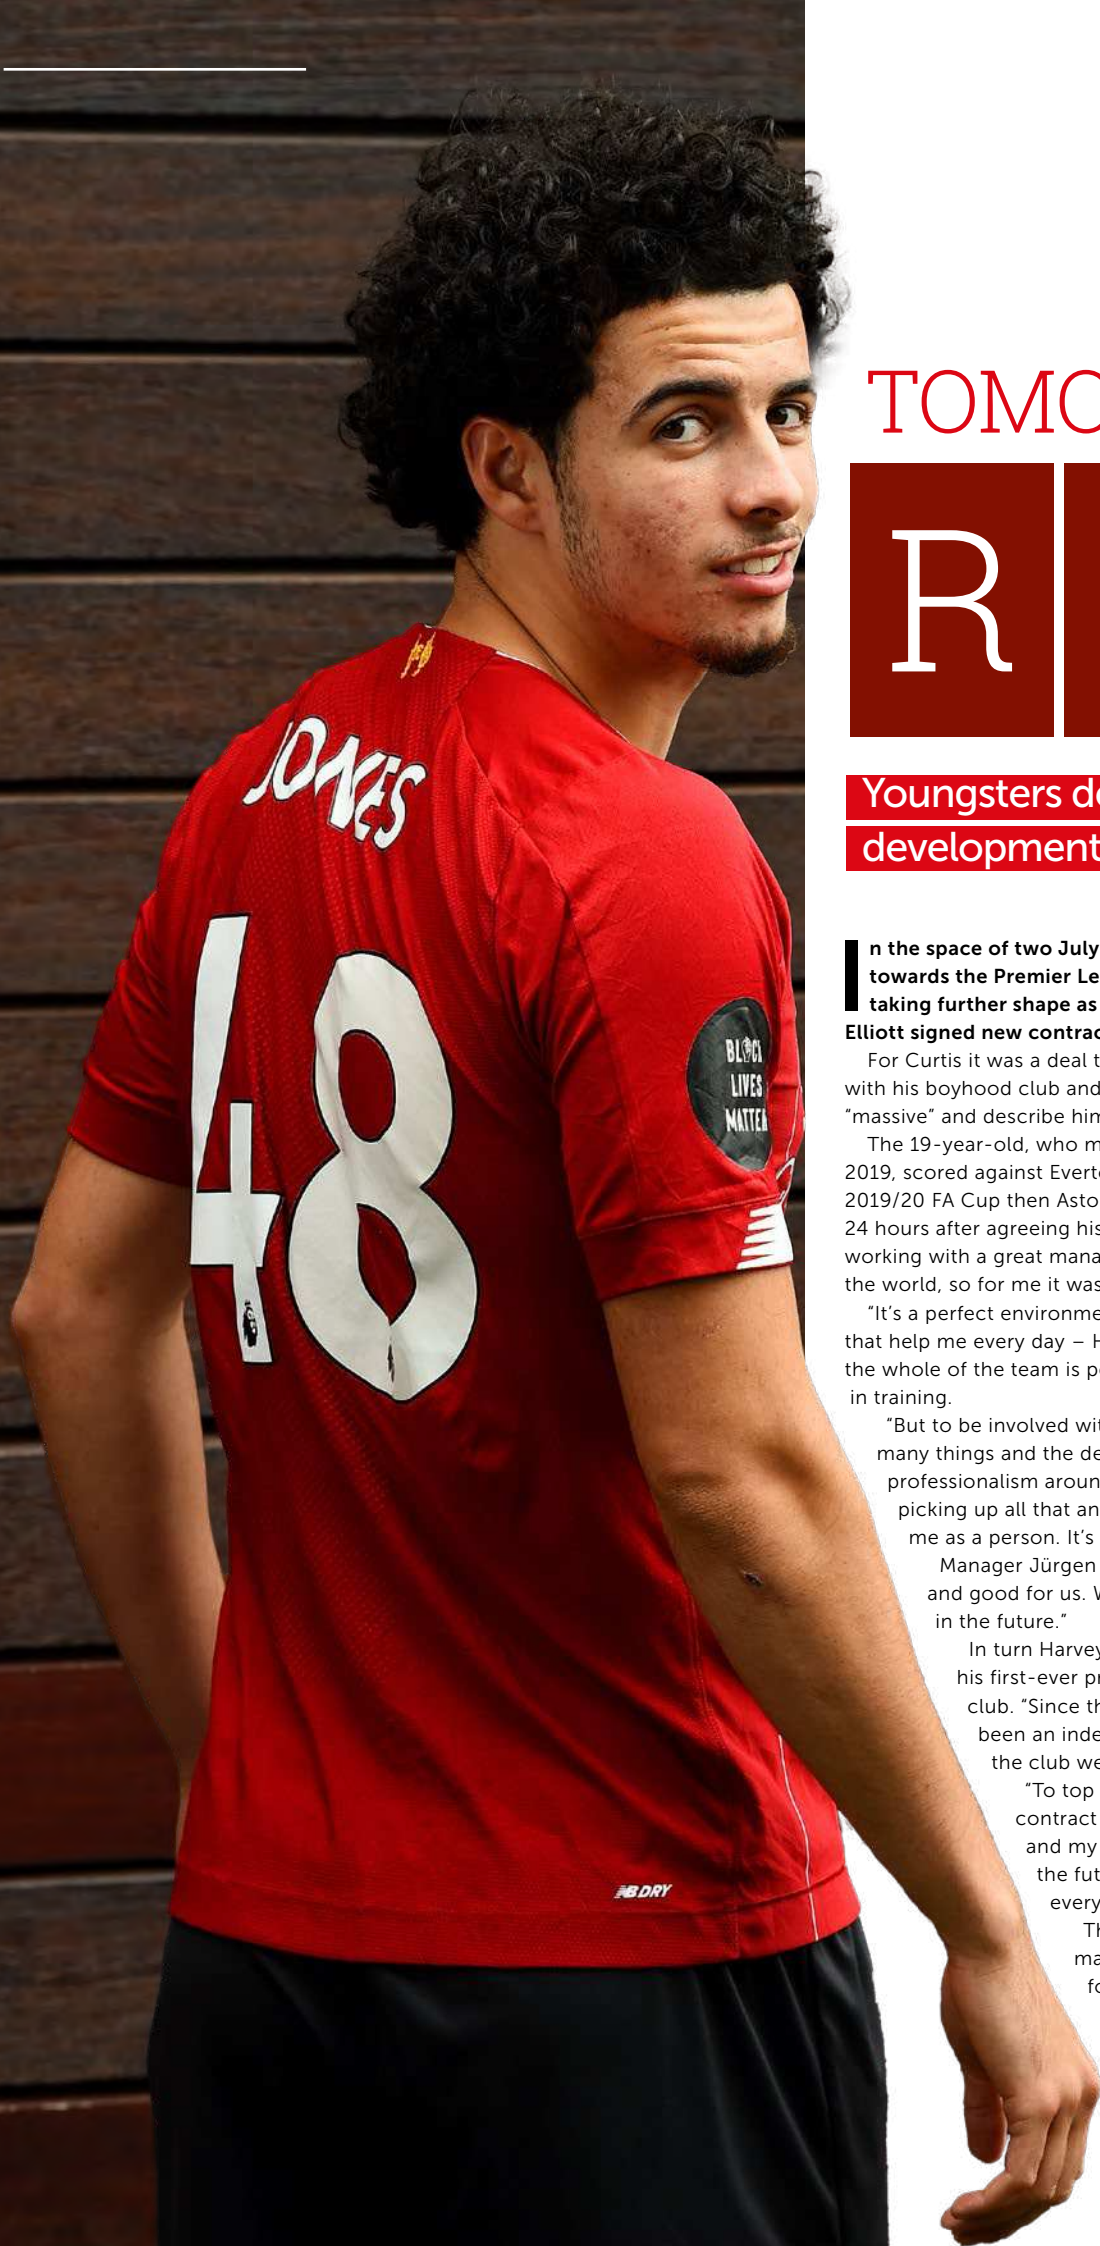 JONES
48
BLACK
LIVES
MATTER
NB DRY
TOMO
R
Youngsters
development
In the space of two July
towards the Premier Le
taking further shape as
Elliott signed new contrac
For Curtis it was a deal t
with his boyhood club and
“massive” and describe him
The 19-year-old, who m
2019, scored against Everto
2019/20 FA Cup then Asto
24 hours after agreeing his
working with a great mana
the world, so for me it was
“It’s a perfect environme
that help me every day – H
the whole of the team is pe
in training.
“But to be involved wit
many things and the de
professionalism aroun
picking up all that an
me as a person. It’s
Manager Jürgen
and good for us. W
in the future.”
In turn Harvey
his first-ever pr
club. “Since th
been an inde
the club we
“To top
contract
and my
the fut
every
Th
ma
fo